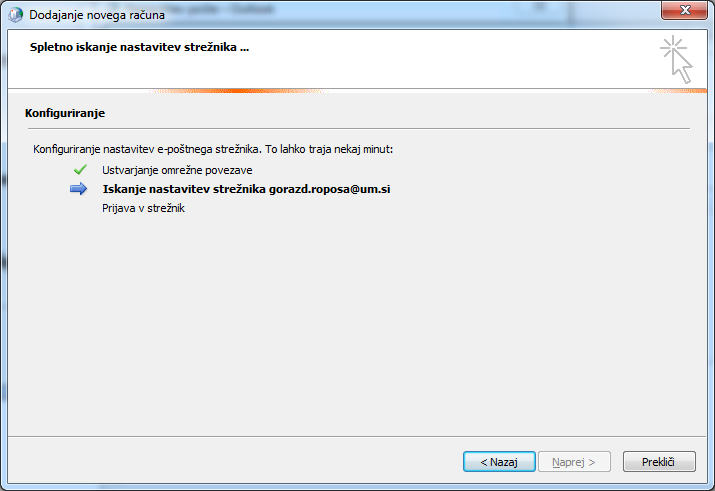 Dodajanje novega računa
Spletno iskanje nastavitev strežnika ...
Konfiguriranje
Konfiguriranje nastavitev e-poštnega strežnika. To lahko traja nekaj minut:
Ustvarjanje omrežne povezave
Iskanje nastavitev strežnika gorazd.roposa@um.si
Prijava v strežnik
< Nazaj
Naprej >
Prekliči